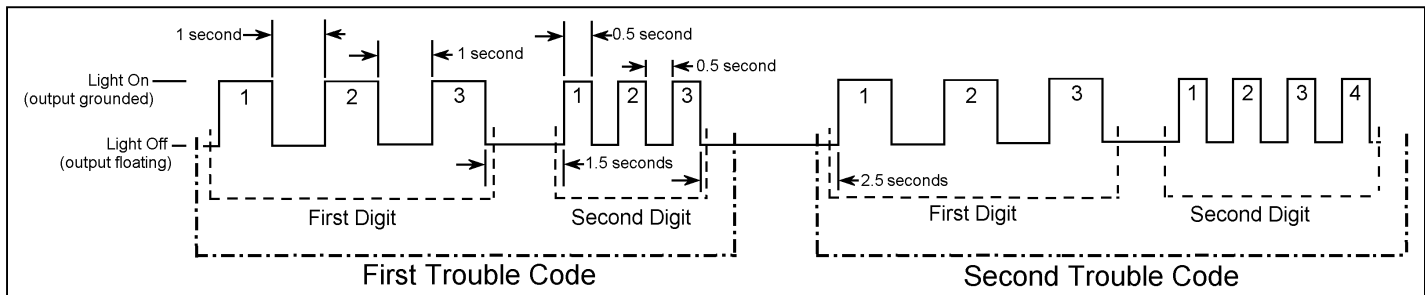 1 second
0.5 second
1 second
0.5 second
Light On
(output grounded)
1 2 3 1 2 3 1 2 3 1 2 3 4
Light Off
(output floating)
1.5 seconds
2.5 seconds
First Digit
Second Digit
First Digit
Second Digit
First Trouble Code
Second Trouble Code